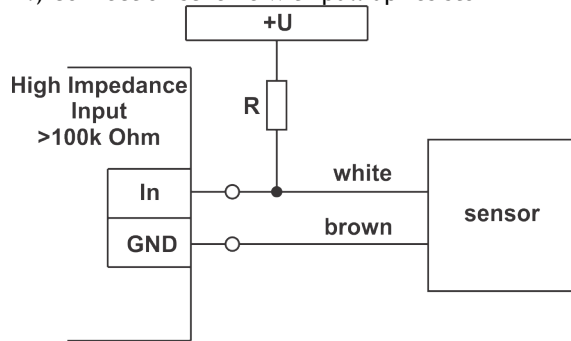 +U
High Impedance
Input
>100k Ohm
R
In
white
GND
brown
sensor